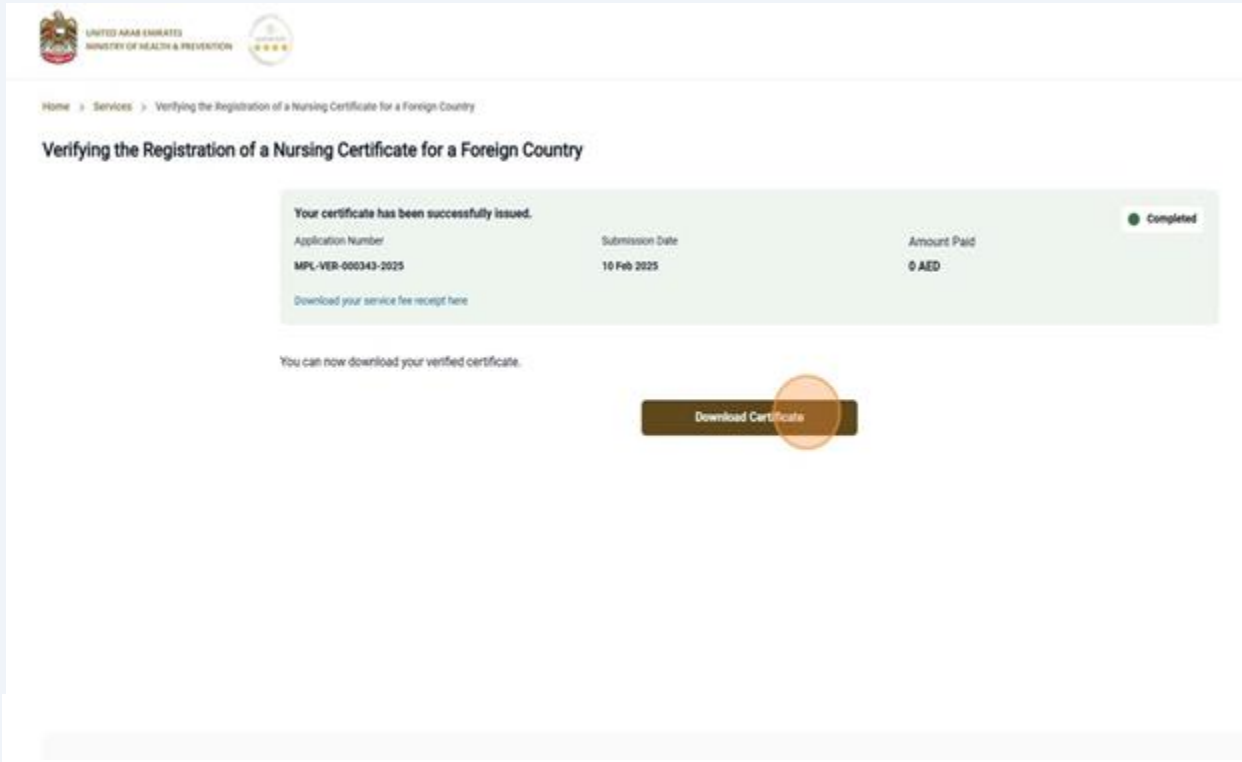 UNITED ARAB EMIRATES
MINISTRY OF HEALTH & PREVENTION
Home > Services > Verifying the Registration of a Nursing Certificate for a Foreign Country
Verifying the Registration of a Nursing Certificate for a Foreign Country
Your certificate has been successfully issued.
Completed
Application Number
Submission Date
Amount Paid
MPL-VER-000343-2025
10 Feb 2025
0 AED
Download your service fee receipt here
You can now download your verified certificate.
Download Certificate